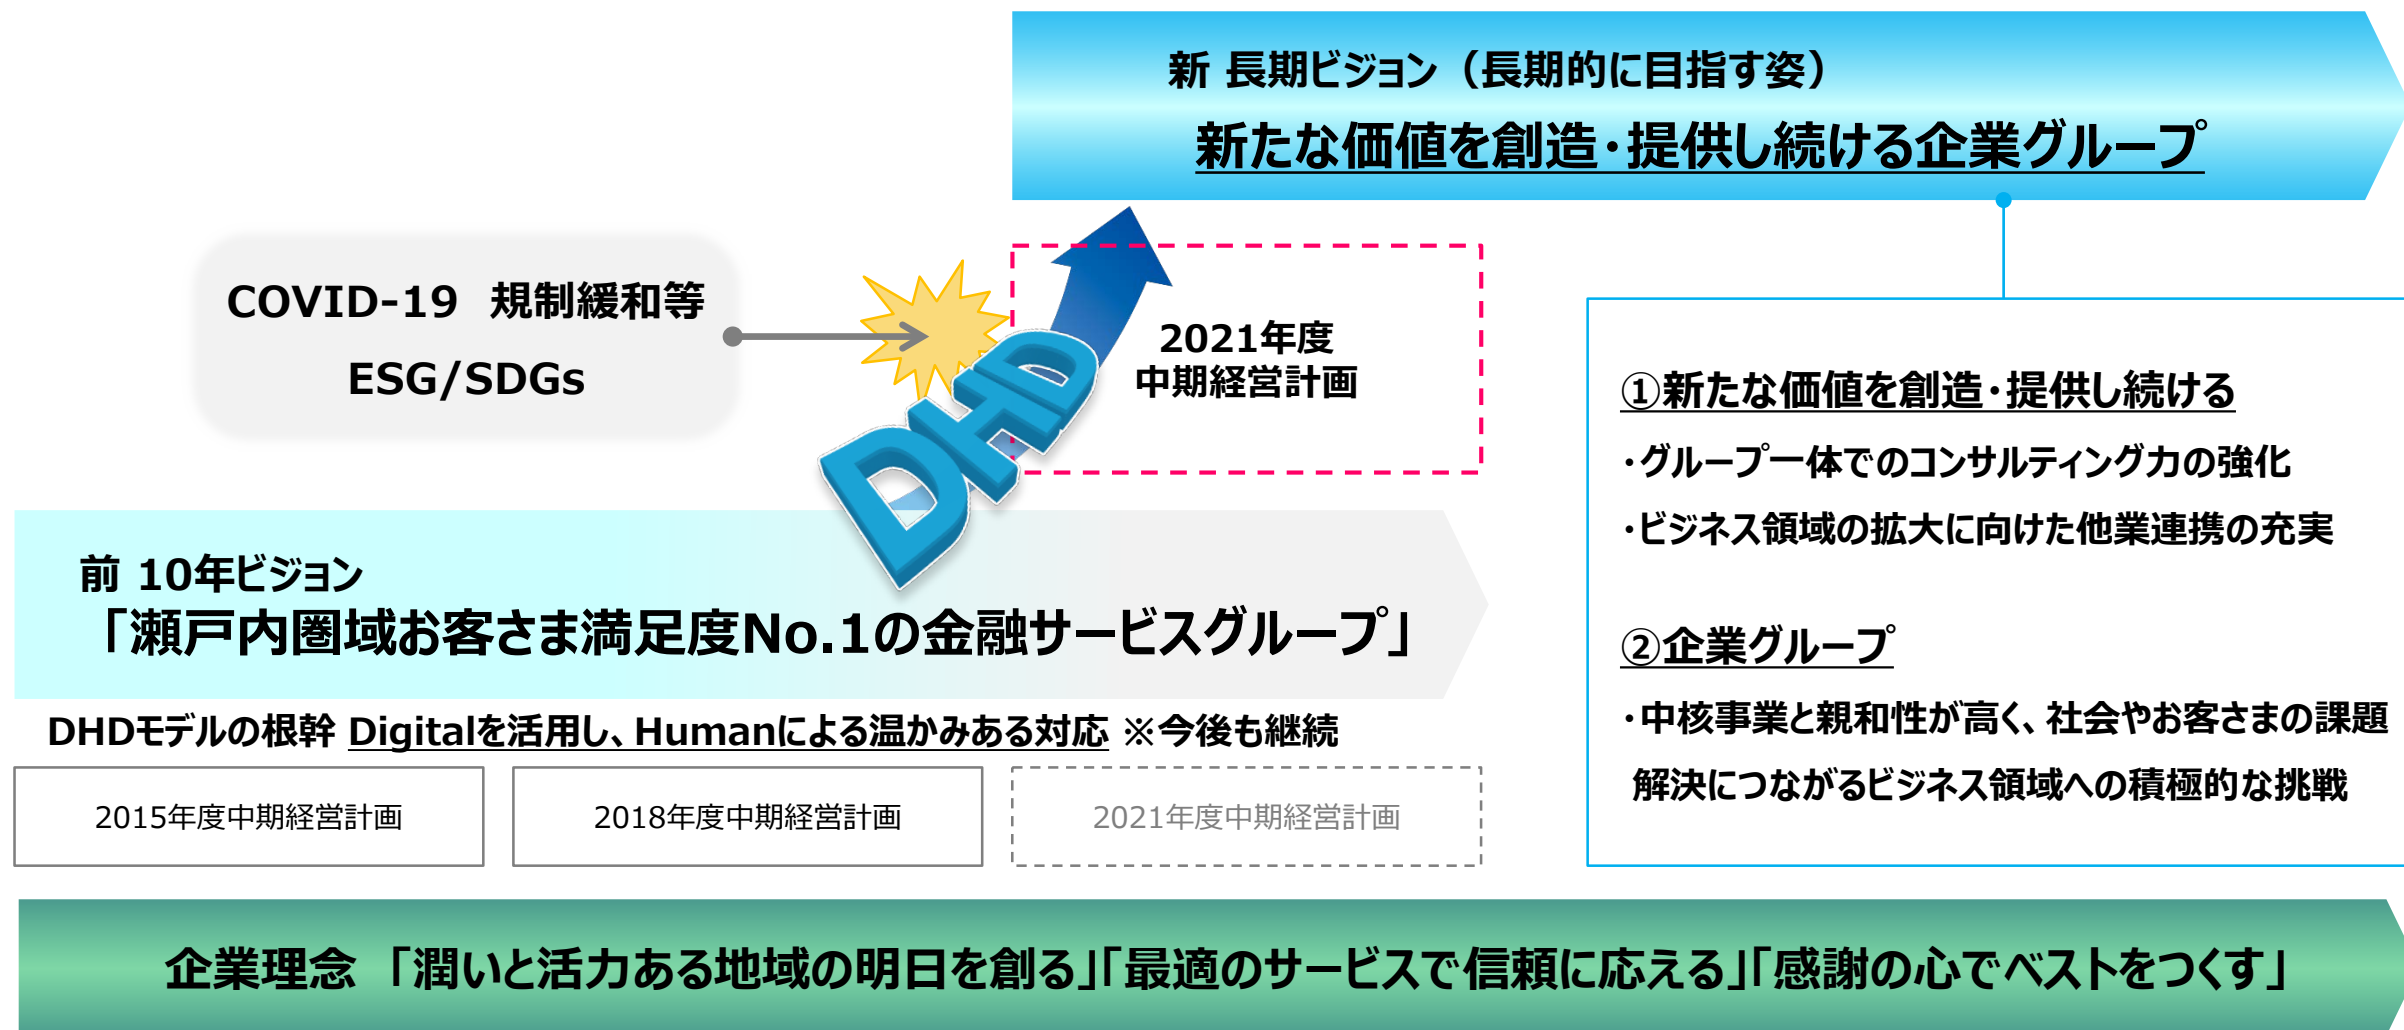 新 長期ビジョン（長期的に目指す姿）
新たな価値を創造・提供し続ける企業グループ
COVID-19 規制緩和等
ESG/SDGs
2021年度
中期経営計画
DHD
①新たな価値を創造・提供し続ける
・グループ一体でのコンサルティング力の強化
・ビジネス領域の拡大に向けた他業連携の充実
②企業グループ
・中核事業と親和性が高く、社会やお客さまの課題
解決につながるビジネス領域への積極的な挑戦
前 10年ビジョン
「瀬戸内圏域お客さま満足度No.1の金融サービスグループ」
DHDモデルの根幹 Digitalを活用し、Humanによる温かみある対応 ※今後も継続
2015年度中期経営計画
2018年度中期経営計画
2021年度中期経営計画
企業理念 「潤いと活力ある地域の明日を創る」「最適のサービスで信頼に応える」「感謝の心でベストをつくす」